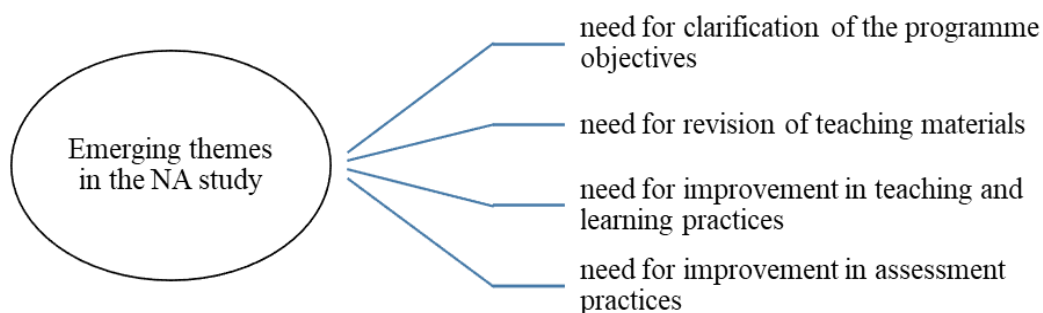 Emerging themes
in the NA study
need for clarification of the programme
objectives
need for revision of teaching materials
need for improvement in teaching and
learning practices
need for improvement in assessment
practices